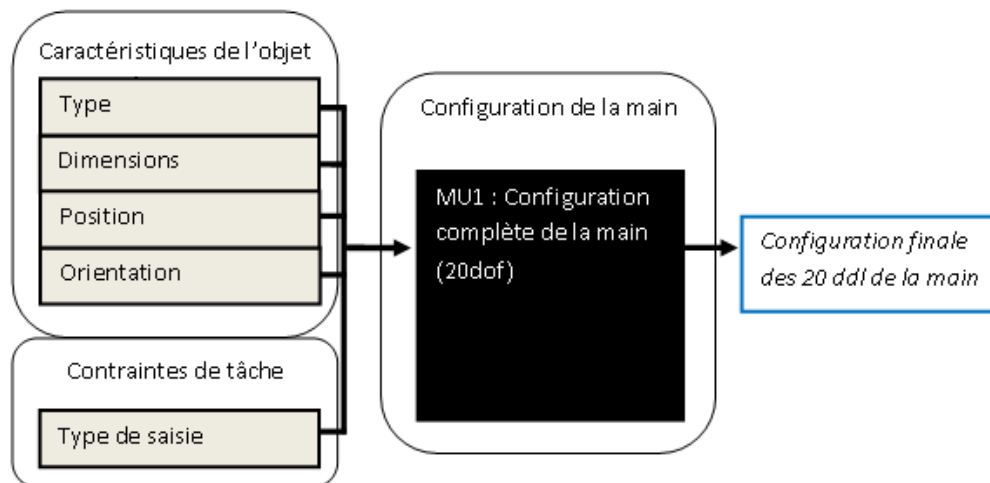 Caractéristiques de l'objet
Type
Dimensions
Position
Orientation
Contraintes de tâche
Type de saisie
Configuration de la main
MU1 : Configuration
complète de la main
(20dof)
Configuration finale
des 20 ddl de la main